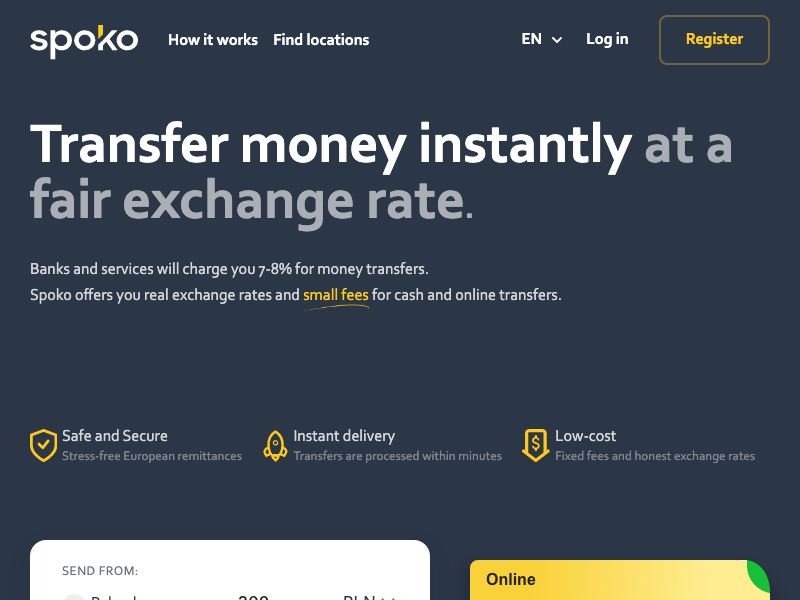 spoko
How it works Find locations EN Log in Register
Transfer money instantly at a
fair exchange rate.
Banks and services will charge you 7-8% for money transfers.
Spoko offers you real exchange rates and small fees for cash and online transfers.
Safe and Secure
Stress-free European remittances
Instant delivery
Transfers are processed within minutes
Low-cost
Fixed fees and honest exchange rates
SEND FROM:
Online